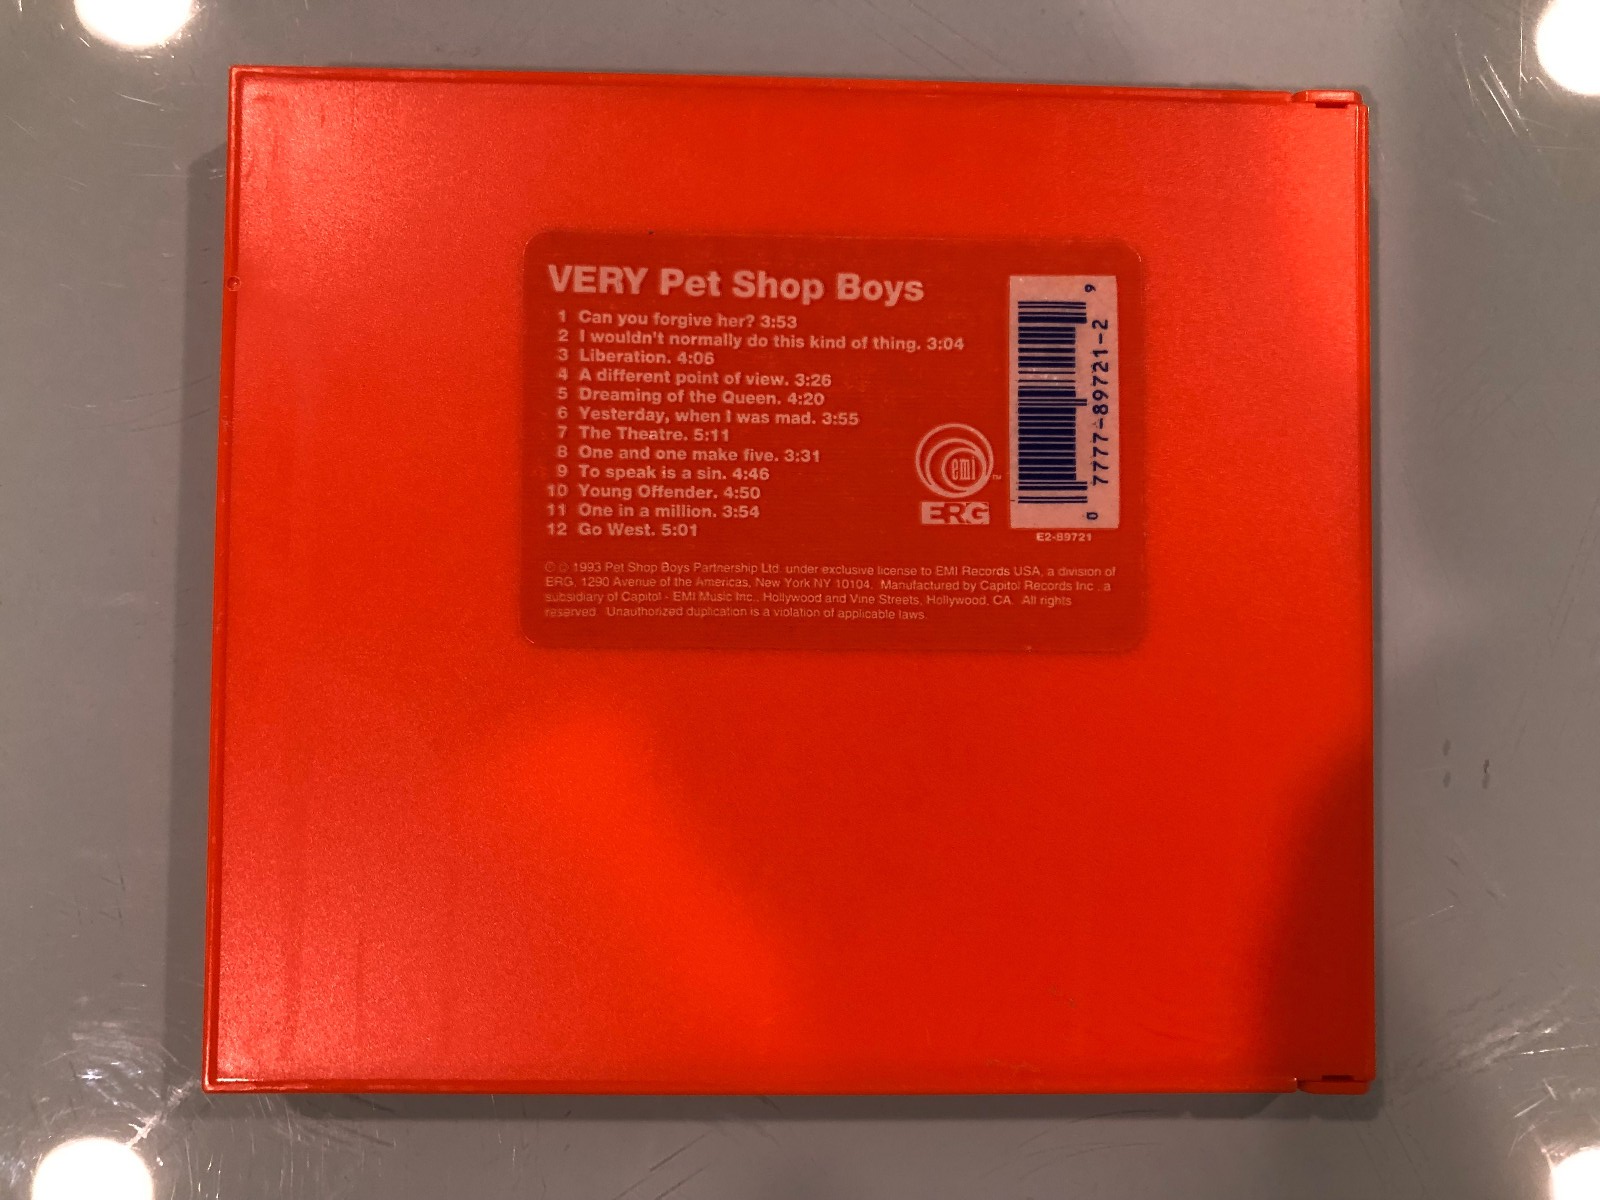 VERY Pet Shop Boys
1 Can you forgive her? 3:53
2 I wouldn't normally do this kind of thing. 3:04
3 Liberation. 4:06
4 A different point of view. 3:26
5 Dreaming of the Queen. 4:20
6 Yesterday, when I was mad. 3:55
7 The Theatre. 5:11
8 One and one make five. 3:31
9 To speak is a sin. 4:46
10 Young Offender. 4:50
11 One in a million. 3:54
12 Go West. 5:01
emi ™
ERG
0 7777-89721-2 9
E2-89721
Ⓟ © 1993 Pet Shop Boys Partnership Ltd. under exclusive license to EMI Records USA, a division of
ERG, 1290 Avenue of the Americas, New York NY 10104. Manufactured by Capitol Records Inc., a
subsidiary of Capitol - EMI Music Inc., Hollywood and Vine Streets, Hollywood, CA. All rights
reserved. Unauthorized duplication is a violation of applicable laws.